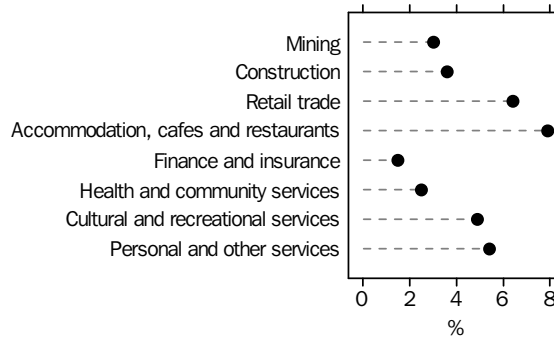 Mining
Construction
Retail trade
Accommodation, cafes and restaurants
Finance and insurance
Health and community services
Cultural and recreational services
Personal and other services
0 2 4 6 8
%